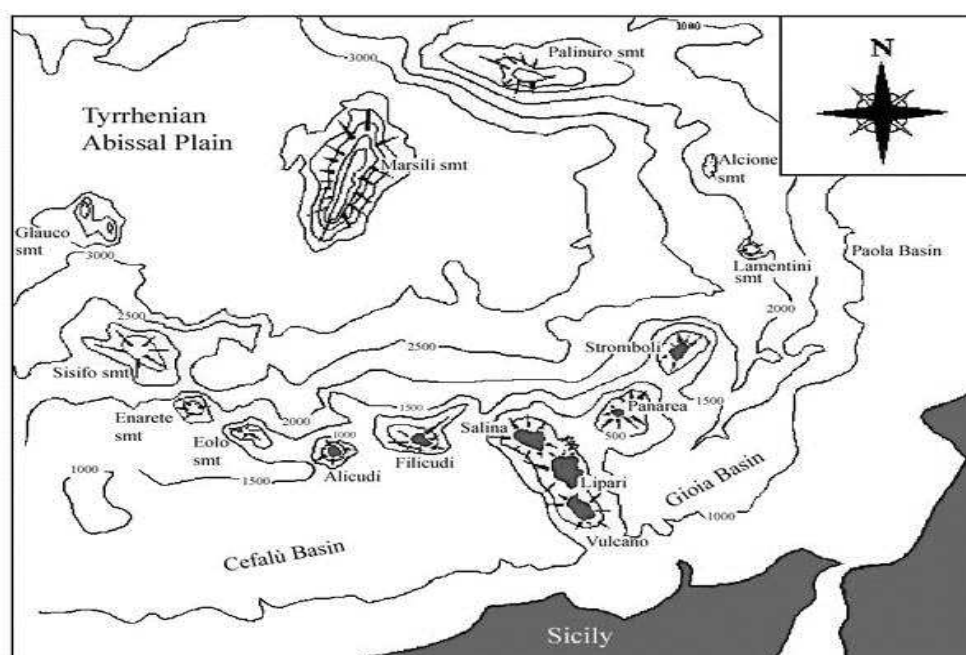 1000
Palinuro smt
N
3000
Tyrrhenian
Abissal Plain
Marsili smt
Alcione
smt
Glauco
smt
3000
Paola Basin
Lamentini
smt
2000
2500
Stromboli
2500
Sisifo smt
1500
Panarea
Enarete
smt
2000
1500
Salina
500
Eolo
smt
1000
Alicudi
Filicudi
1000
1500
Lipari
Gioia Basin
1000
Vulcano
Cefalù Basin
Sicily